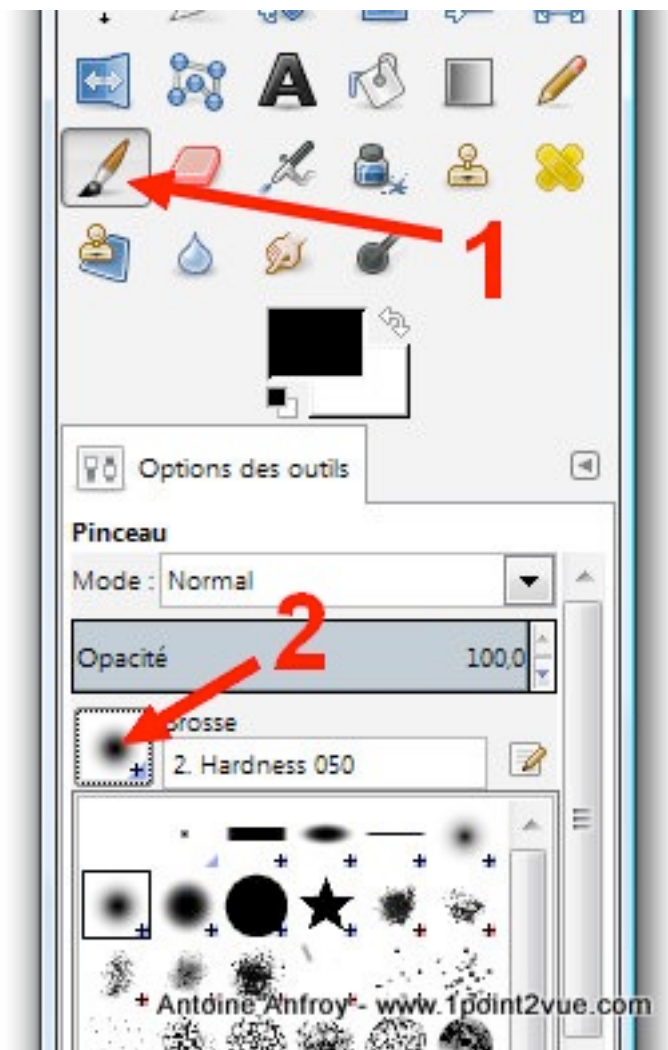 1
Options des outils
Pinceau
Mode : Normal
2
Opacité 100,0
Brosse
2. Hardness 050
Antoine Anfroy - www.1point2vue.com